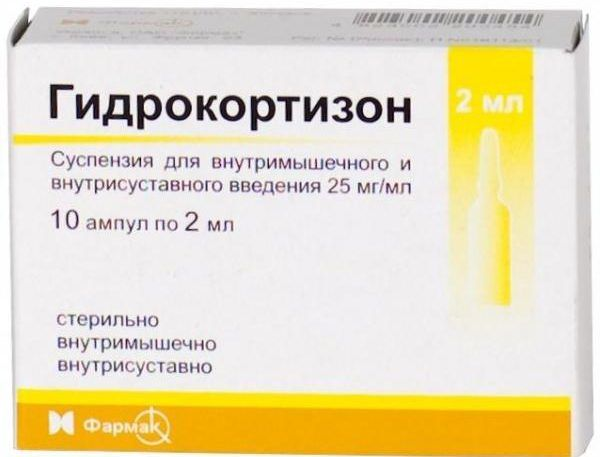 Гидрокортизон
2 мл
Суспензия для внутримышечного и
внутрисуставного введения 25 мг/мл
10 ампул по 2 мл
стерильно
внутримышечно
внутрисуставно
Фармак